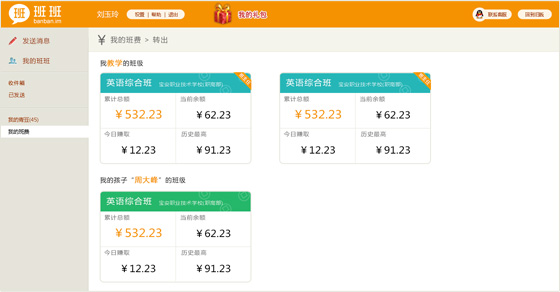 班 班班
banban.im
刘玉玲
设置 | 帮助 | 退出
我的礼包
联系客服
回到旧版
发送消息
我的班班
收件箱
已发送
我的青豆(45)
我的班费
¥ 我的班费 > 转出
我教学的班级
英语综合班 宝安职业技术学校(职教部)
累计总额 当前余额
¥532.23 ¥62.23
今日赚取 历史最高
¥12.23 ¥91.23
英语综合班 宝安职业技术学校(职教部)
累计总额 当前余额
¥532.23 ¥62.23
今日赚取 历史最高
¥12.23 ¥91.23
我的孩子“周大峰”的班级
英语综合班 宝安职业技术学校(职教部)
累计总额 当前余额
¥532.23 ¥62.23
今日赚取 历史最高
¥12.23 ¥91.23